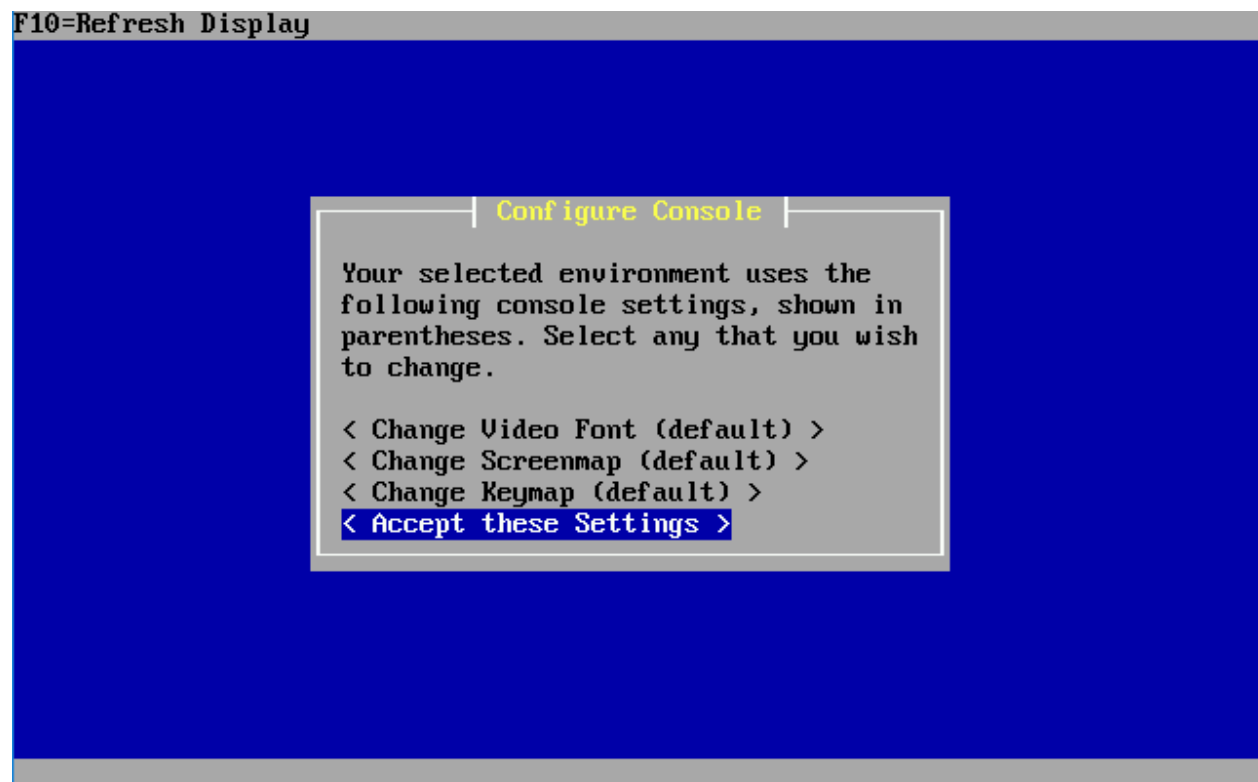 F10=Refresh Display
Configure Console
Your selected environment uses the
following console settings, shown in
parentheses. Select any that you wish
to change.
< Change Video Font (default) >
< Change Screenmap (default) >
< Change Keymap (default) >
< Accept these Settings >